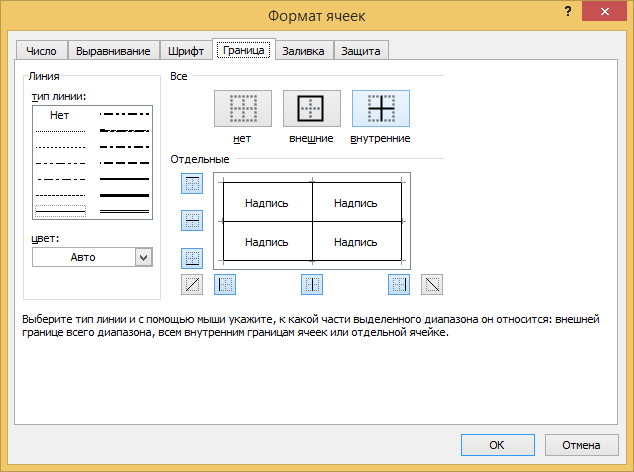 Формат ячеек
?
Число Выравнивание Шрифт Граница Заливка Защита
Линия
тип линии:
Нет
цвет:
Авто
Все
нет внешние внутренние
Отдельные
Надпись Надпись
Надпись Надпись
Выберите тип линии и с помощью мыши укажите, к какой части выделенного диапазона он относится: внешней
границе всего диапазона, всем внутренним границам ячеек или отдельной ячейке.
ОК Отмена